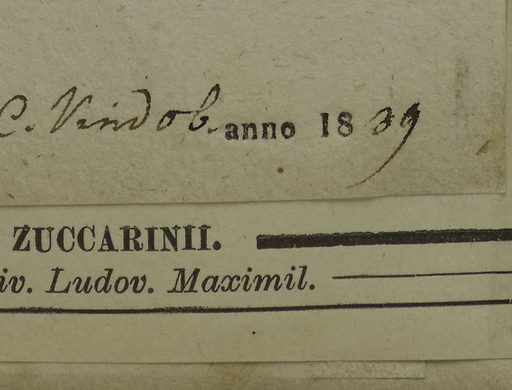 C. Vindob. anno 1839
ZUCCARINII.
iv. Ludov. Maximil.